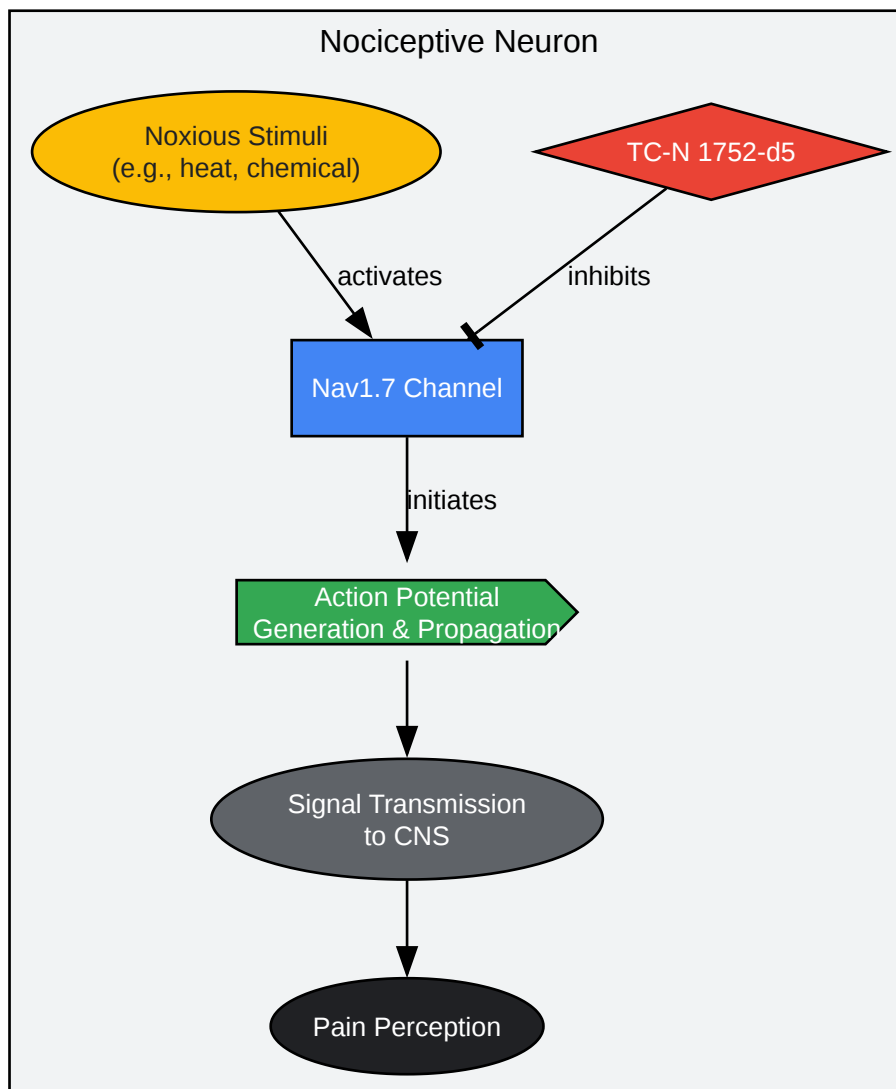 Nociceptive Neuron
Noxious Stimuli
(e.g., heat, chemical)
TC-N 1752-d5
activates
inhibits
Nav1.7 Channel
initiates
Action Potential
Generation & Propagation
Signal Transmission
to CNS
Pain Perception